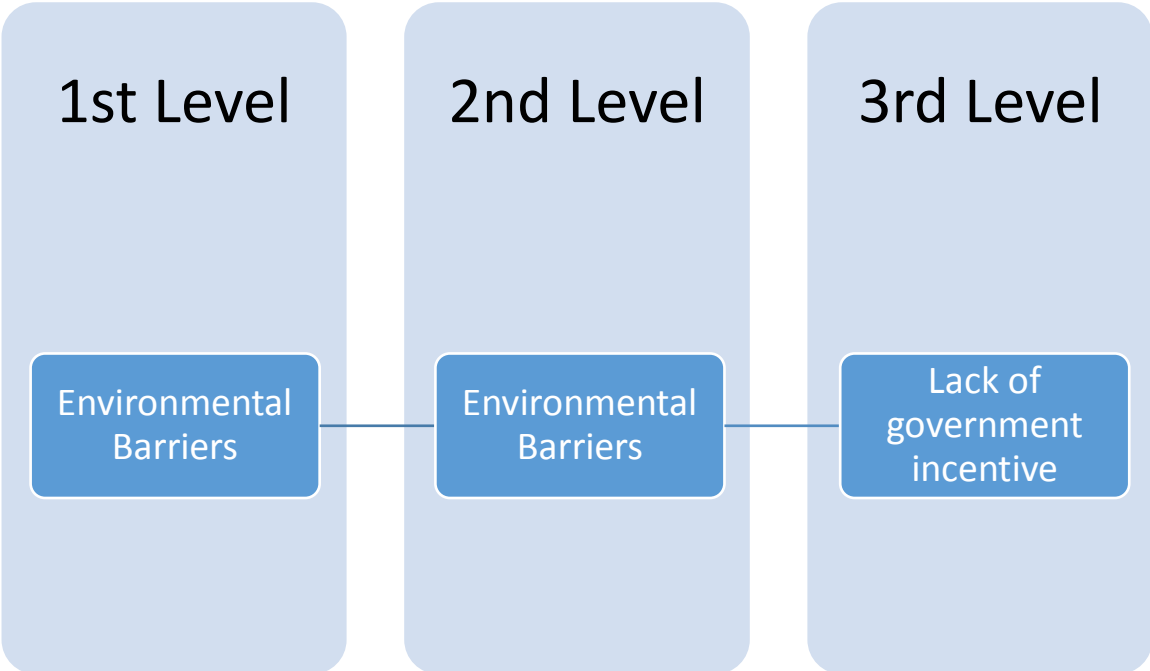 1st Level
2nd Level
3rd Level
Environmental
Barriers
Environmental
Barriers
Lack of
government
incentive